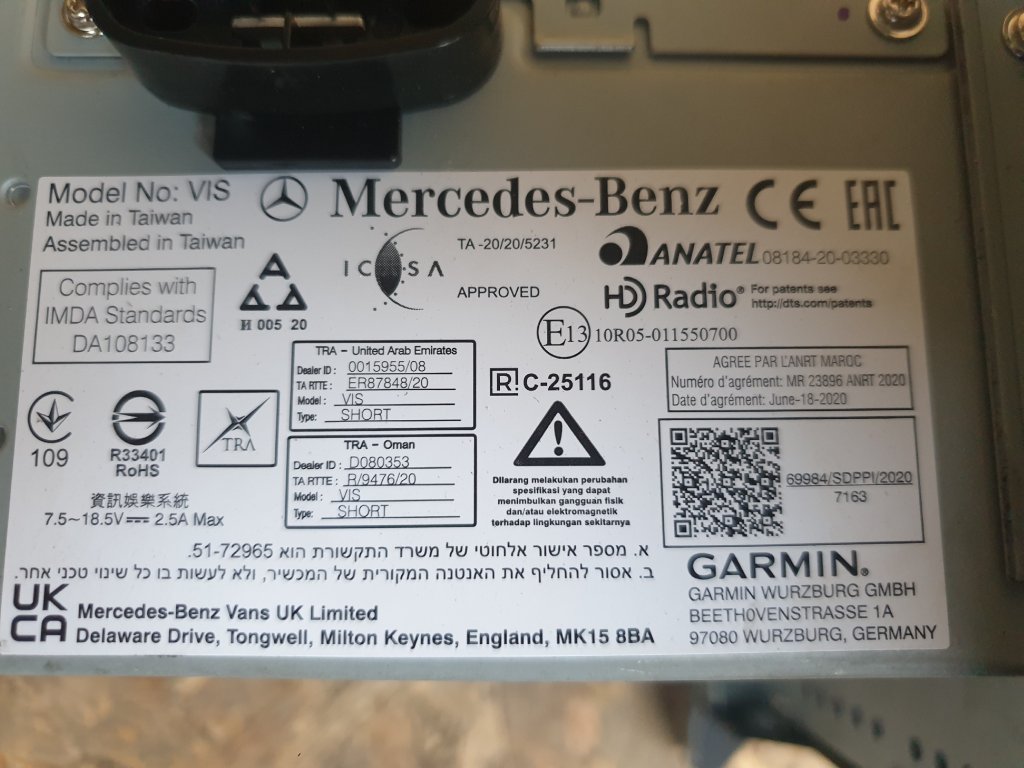 Model No: VIS
Made in Taiwan
Assembled in Taiwan
Mercedes-Benz
CE
EAC
TA -20/20/5231
APPROVED
ICASA
ANATEL 08184-20-03330
HD Radio® For patents see
http://dts.com/patents
Complies with
IMDA Standards
DA108133
И 005 20
E13 10R05-011550700
TRA - United Arab Emirates
Dealer ID : 0015955/08
TA RTTE : ER87848/20
Model : VIS
Type: SHORT
R! C-25116
AGREE PAR L'ANRT MAROC
Numéro d'agrément: MR 23896 ANRT 2020
Date d'agrément: June-18-2020
109
R33401
RoHS
TRA
TRA - Oman
Dealer ID : D080353
TA RTTE : R/9476/20
Model : VIS
Type: SHORT
Dilarang melakukan perubahan
spesifikasi yang dapat
menimbulkan gangguan fisik
dan/atau elektromagnetik
terhadap lingkungan sekitarnya
69984/SDPPI/2020
7163
資訊娛樂系統
7.5~18.5V⎓ 2.5A Max
א. מספר אישור אלחוטי של משרד התקשורת הוא 51-72965.
ב. אסור להחליף את האנטנה המקורית של המכשיר, ולא לעשות בו כל שינוי טכני אחר.
UK
CA
Mercedes-Benz Vans UK Limited
Delaware Drive, Tongwell, Milton Keynes, England, MK15 8BA
GARMIN®
GARMIN WURZBURG GMBH
BEETHOVENSTRASSE 1A
97080 WURZBURG, GERMANY